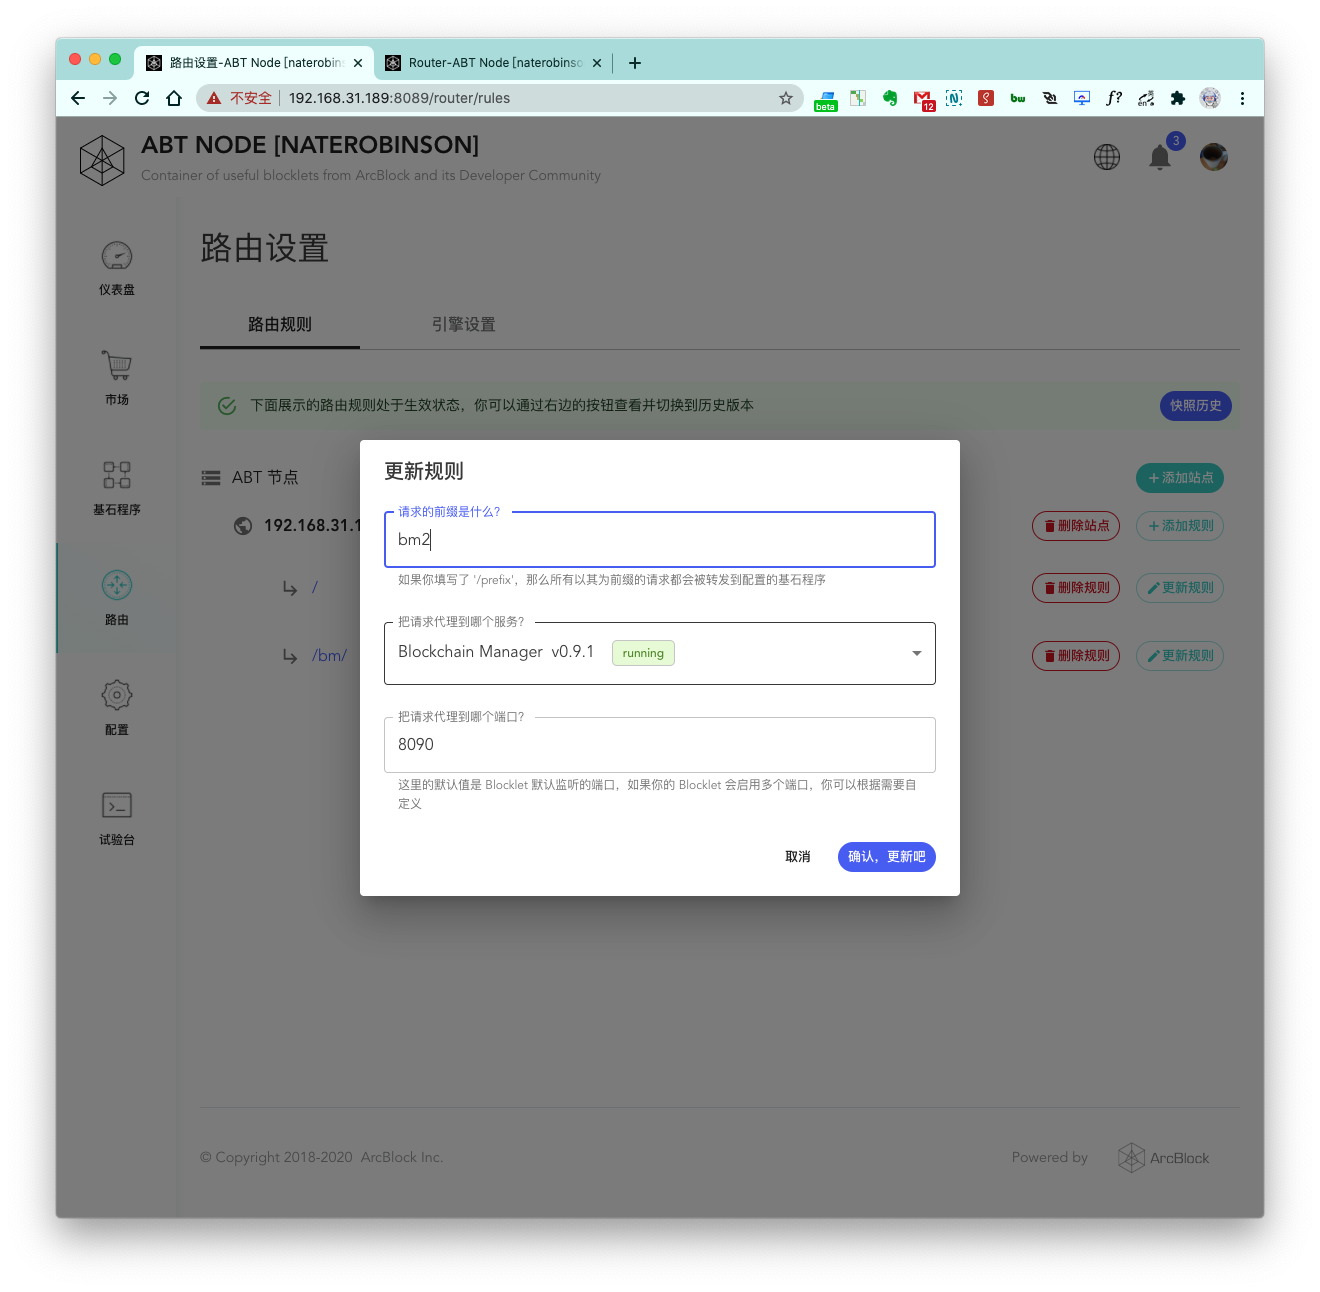 路由设置-ABT Node [naterobins
Router-ABT Node [naterobinso
不安全
192.168.31.189:8089/router/rules
beta
12
bw
f?
en
英
ABT NODE [NATEROBINSON]
Container of useful blocklets from ArcBlock and its Developer Community
3
仪表盘
市场
基石程序
路由
配置
试验台
路由设置
路由规则
引擎设置
下面展示的路由规则处于生效状态，你可以通过右边的按钮查看并切换到历史版本
快照历史
ABT 节点
+ 添加站点
192.168.31.1
删除站点
+ 添加规则
/
删除规则
更新规则
/bm/
删除规则
更新规则
更新规则
请求的前缀是什么?
bm2
如果你填写了 '/prefix'，那么所有以其为前缀的请求都会被转发到配置的基石程序
把请求代理到哪个服务?
Blockchain Manager v0.9.1 running
把请求代理到哪个端口?
8090
这里的默认值是 Blocklet 默认监听的端口，如果你的 Blocklet 会启用多个端口，你可以根据需要自
定义
取消
确认，更新吧
© Copyright 2018-2020 ArcBlock Inc.
Powered by
ArcBlock